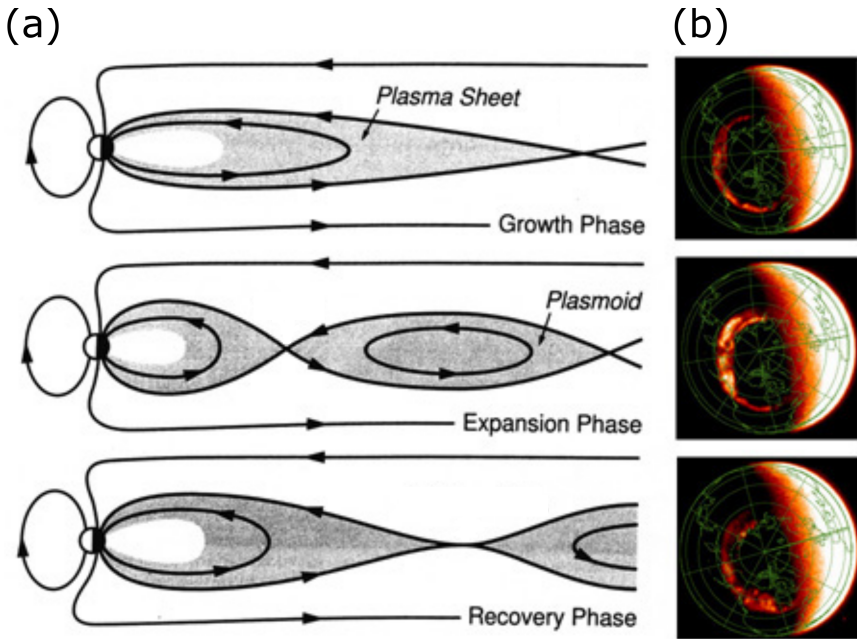 (a)
(b)
Plasma Sheet
Growth Phase
Plasmoid
Expansion Phase
Recovery Phase